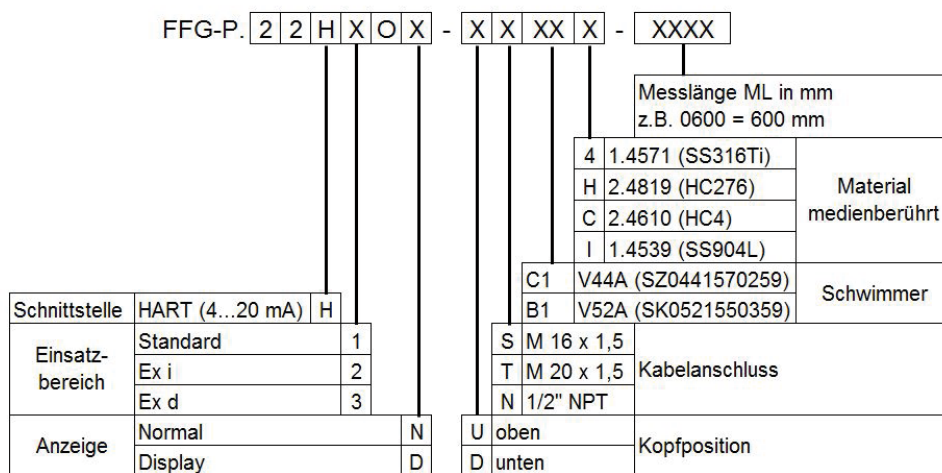 FFG-P. 2 2 H X O X - X X XX X - XXXX
Messlänge ML in mm
z.B. 0600 = 600 mm
4 1.4571 (SS316Ti)
H 2.4819 (HC276)
C 2.4610 (HC4)
I 1.4539 (SS904L)
Material
medienberührt
C1 V44A (SZ0441570259)
B1 V52A (SK0521550359)
Schwimmer
Schnittstelle HART (4...20 mA) H
Einsatz-
bereich
Standard 1
Ex i 2
Ex d 3
S M 16 x 1,5
T M 20 x 1,5
N 1/2" NPT
Kabelanschluss
Anzeige
Normal N
Display D
U oben
D unten
Kopfposition